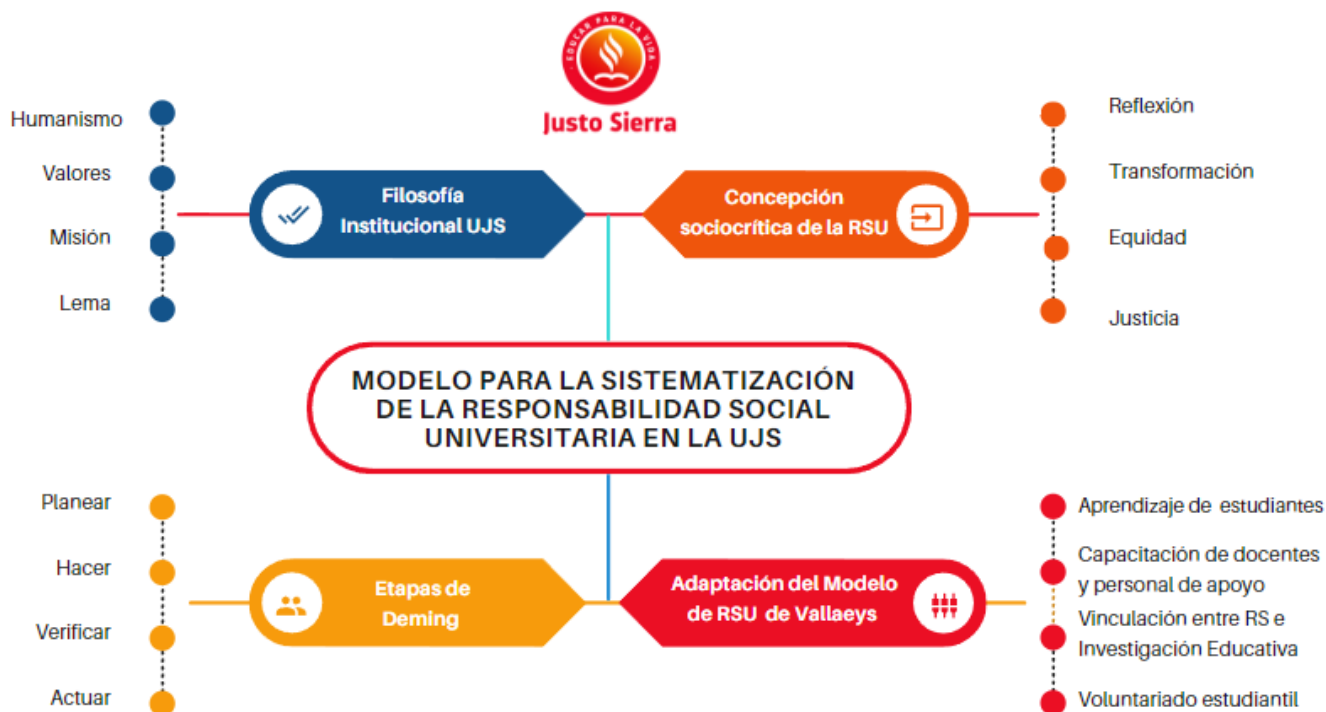 EDUCAR PARA LA VIDA
Justo Sierra
Humanismo
Valores
Misión
Lema
Filosofía
Institucional UJS
Concepción
sociocrítica de la RSU
Reflexión
Transformación
Equidad
Justicia
MODELO PARA LA SISTEMATIZACIÓN
DE LA RESPONSABILIDAD SOCIAL
UNIVERSITARIA EN LA UJS
Planear
Hacer
Verificar
Actuar
Etapas de
Deming
Adaptación del Modelo
de RSU de Vallaeys
Aprendizaje de estudiantes
Capacitación de docentes
y personal de apoyo
Vinculación entre RS e
Investigación Educativa
Voluntariado estudiantil